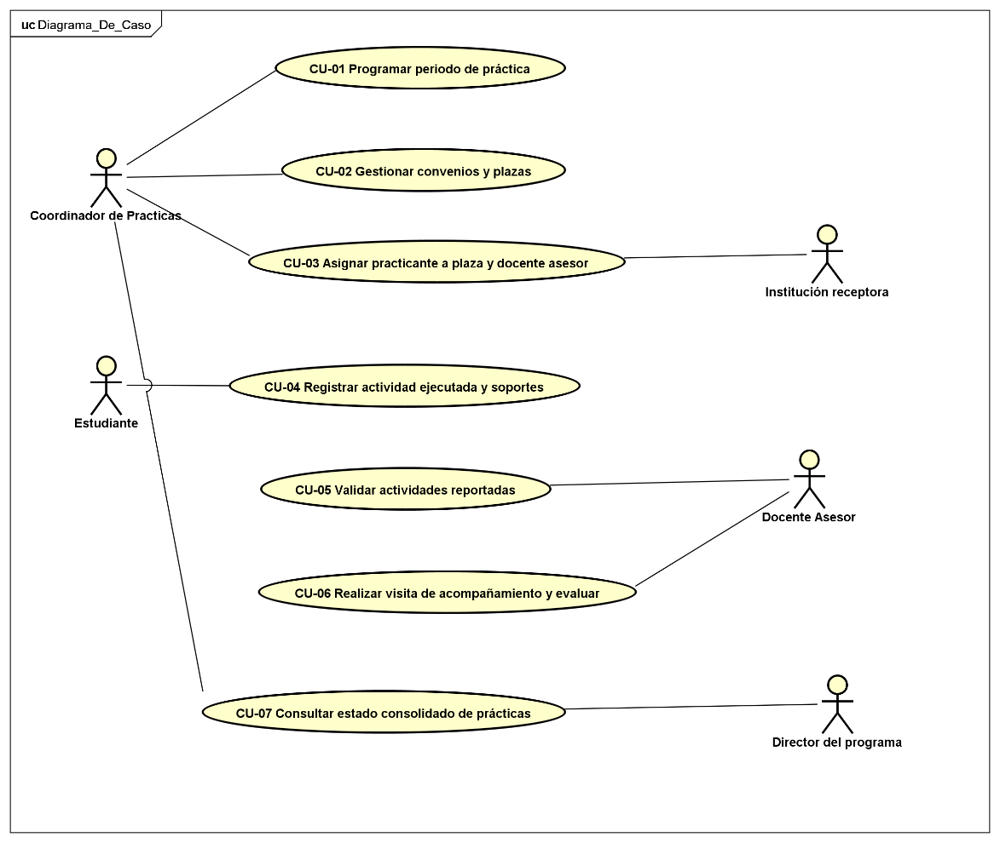 uc Diagrama_De_Caso
CU-01 Programar periodo de práctica
CU-02 Gestionar convenios y plazas
Coordinador de Practicas
CU-03 Asignar practicante a plaza y docente asesor
Institución receptora
CU-04 Registrar actividad ejecutada y soportes
Estudiante
CU-05 Validar actividades reportadas
Docente Asesor
CU-06 Realizar visita de acompañamiento y evaluar
CU-07 Consultar estado consolidado de prácticas
Director del programa